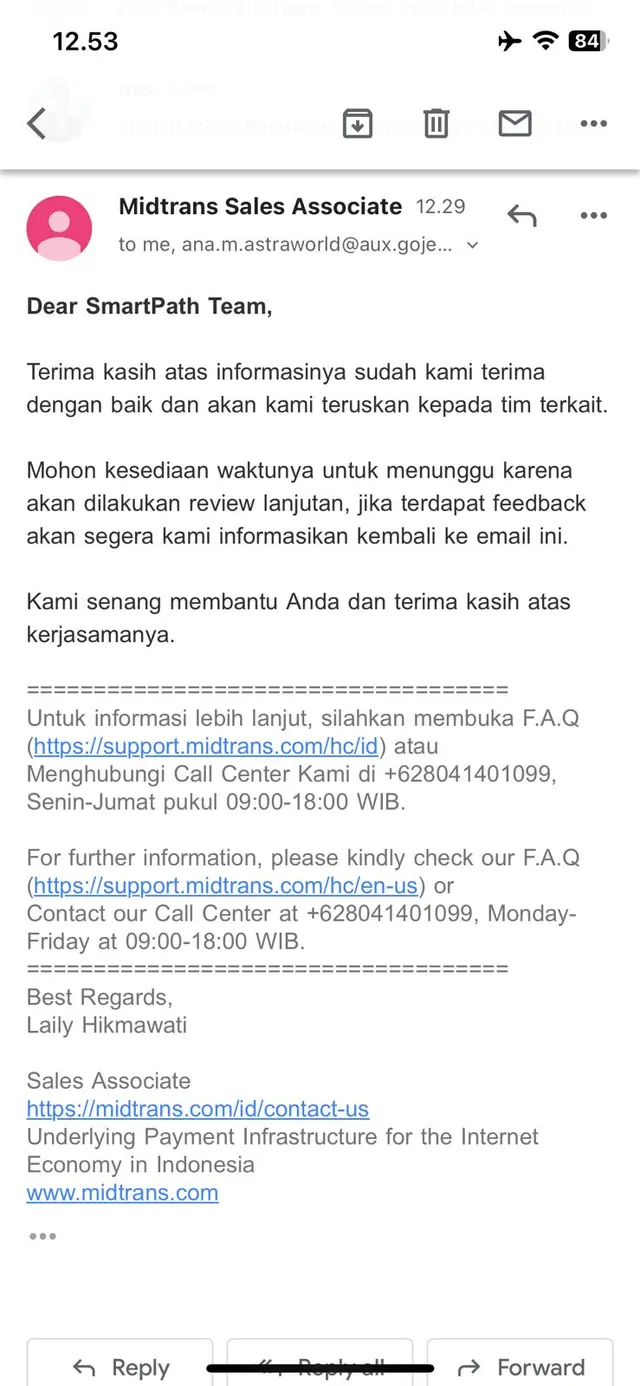 12.53
84
Midtrans Sales Associate 12.29
to me, ana.m.astraworld@aux.goje...
Dear SmartPath Team,
Terima kasih atas informasinya sudah kami terima
dengan baik dan akan kami teruskan kepada tim terkait.
Mohon kesediaan waktunya untuk menunggu karena
akan dilakukan review lanjutan, jika terdapat feedback
akan segera kami informasikan kembali ke email ini.
Kami senang membantu Anda dan terima kasih atas
kerjasamanya.
====================================
Untuk informasi lebih lanjut, silahkan membuka F.A.Q
(https://support.midtrans.com/hc/id) atau
Menghubungi Call Center Kami di +628041401099,
Senin-Jumat pukul 09:00-18:00 WIB.
For further information, please kindly check our F.A.Q
(https://support.midtrans.com/hc/en-us) or
Contact our Call Center at +628041401099, Monday-
Friday at 09:00-18:00 WIB.
====================================
Best Regards,
Laily Hikmawati
Sales Associate
https://midtrans.com/id/contact-us
Underlying Payment Infrastructure for the Internet
Economy in Indonesia
www.midtrans.com
Reply Reply all Forward